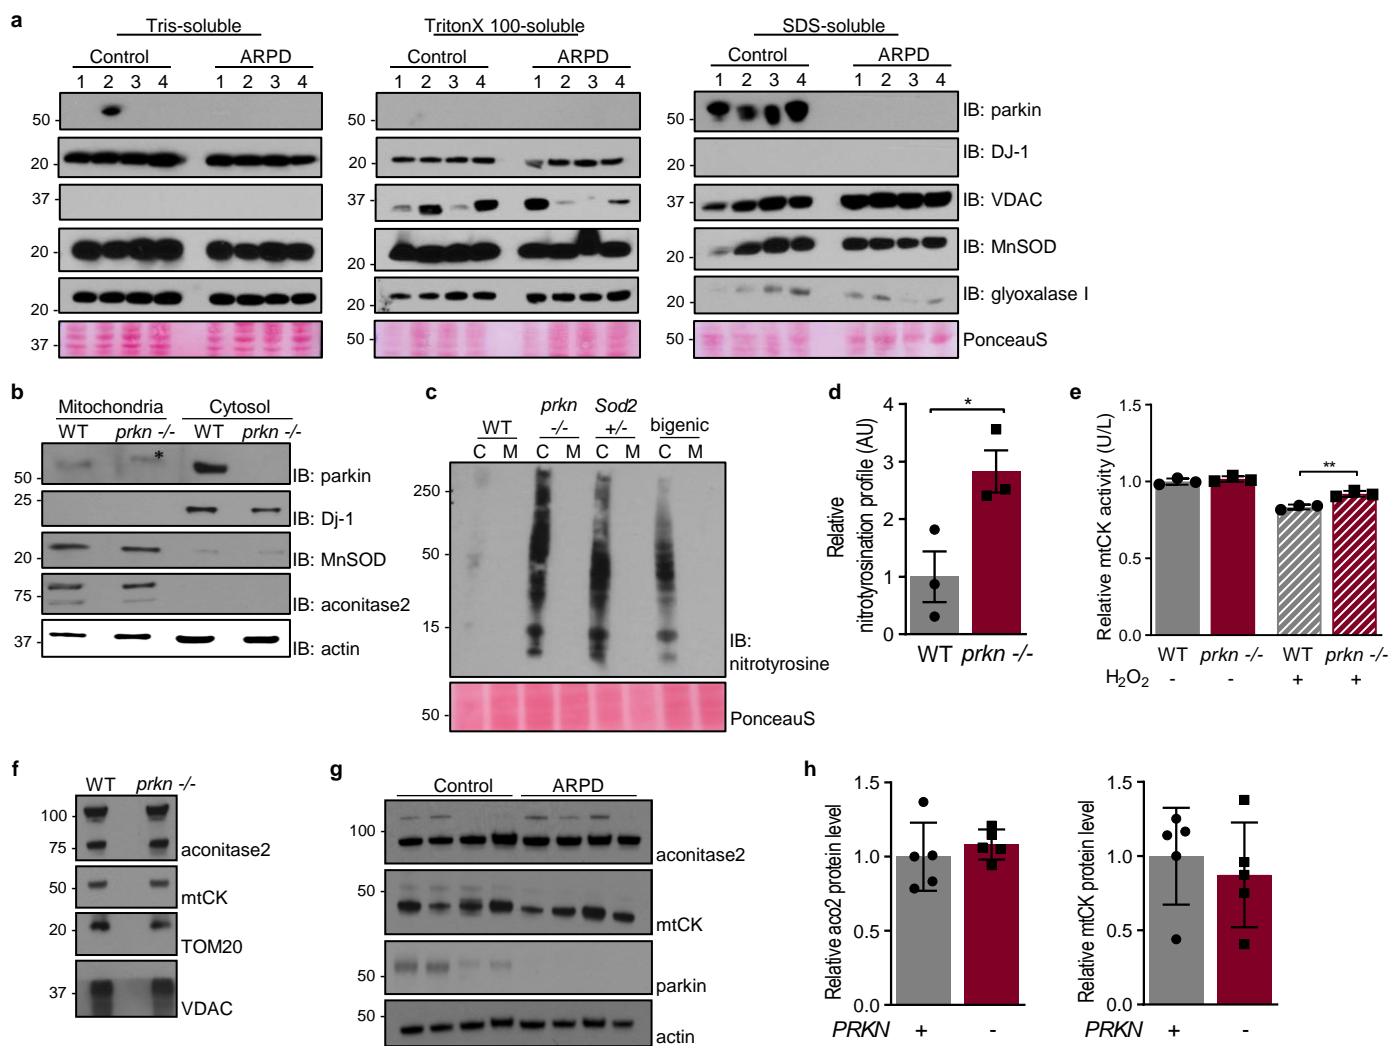 a
Tris-soluble
TritonX 100-soluble
SDS-soluble
Control ARPD
Control ARPD
Control ARPD
1 2 3 4 1 2 3 4
1 2 3 4 1 2 3 4
1 2 3 4 1 2 3 4
50 50 50 IB: parkin
20 20 20 IB: DJ-1
37 37 37 IB: VDAC
20 20 20 IB: MnSOD
20 20 20 IB: glyoxalase I
37 50 50 PonceauS
b
Mitochondria Cytosol
WT prkn -/- WT prkn -/-
50 * IB: parkin
25 IB: Dj-1
20 IB: MnSOD
75 IB: aconitase2
37 IB: actin
c
WT prkn -/- Sod2 +/- bigenic
C M C M C M C M
250
50
15
IB: nitrotyrosine
50 PonceauS
d
Relative nitrotyrosination profile (AU)
4
3
2
1
0
*
WT prkn -/-
e
Relative mtCK activity (U/L)
1.5
1.0
0.5
0.0
**
WT prkn -/- WT prkn -/-
H2O2 - - + +
f
WT prkn -/-
100
75 aconitase2
50 mtCK
20 TOM20
37 VDAC
g
Control ARPD
100 aconitase2
50 mtCK
50 parkin
50 actin
h
Relative aco2 protein level
1.5
1.0
0.5
0.0
PRKN + -
Relative mtCK protein level
1.5
1.0
0.5
0.0
PRKN + -